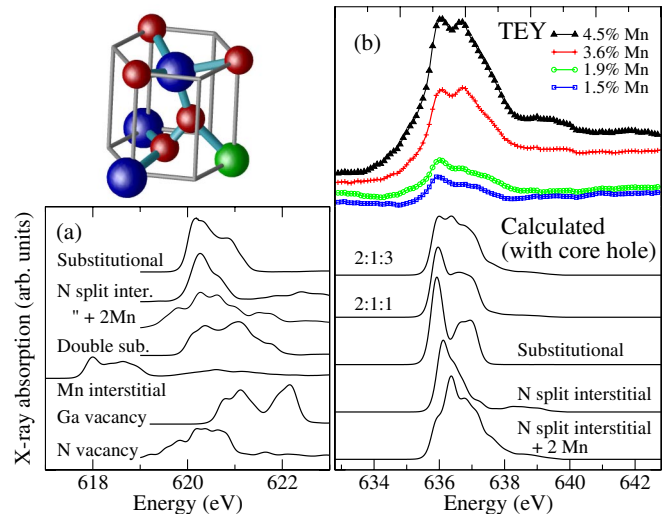 (b)
TEY
4.5% Mn
3.6% Mn
1.9% Mn
1.5% Mn
X-ray absorption (arb. units)
(a)
Substitutional
N split inter.
" + 2Mn
Double sub.
Mn interstitial
Ga vacancy
N vacancy
618 620 622
Energy (eV)
Calculated
(with core hole)
2:1:3
2:1:1
Substitutional
N split interstitial
N split interstitial
+ 2 Mn
634 636 638 640 642
Energy (eV)